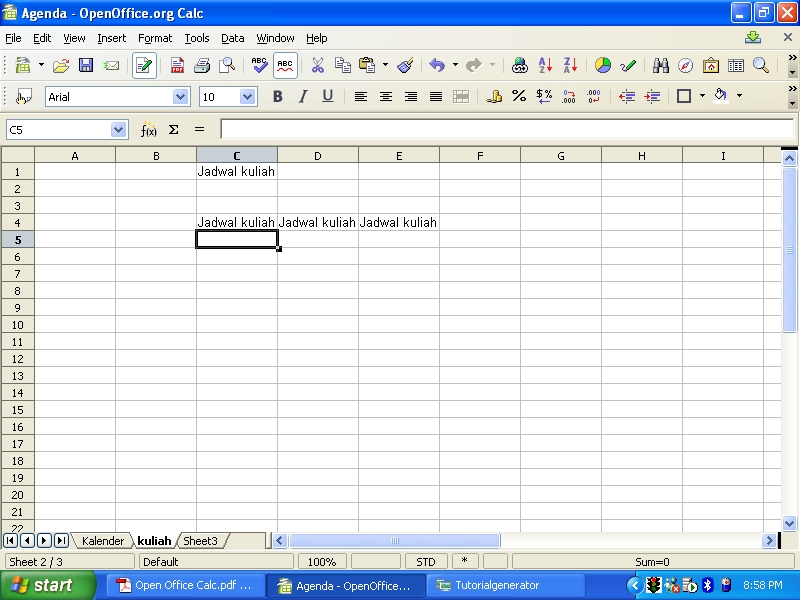 Agenda - OpenOffice.org Calc
File Edit View Insert Format Tools Data Window Help
Arial 10 B I U
C5 f(x) Σ =
A B C D E F G H I
1 Jadwal kuliah
2
3
4 Jadwal kuliah Jadwal kuliah Jadwal kuliah
5
6
7
8
9
10
11
12
13
14
15
16
17
18
19
20
21
22
Kalender kuliah Sheet3
Sheet 2 / 3 Default 100% STD * Sum=0
start Open Office Calc.pdf ... Agenda - OpenOffice... Tutorialgenerator 8:58 PM